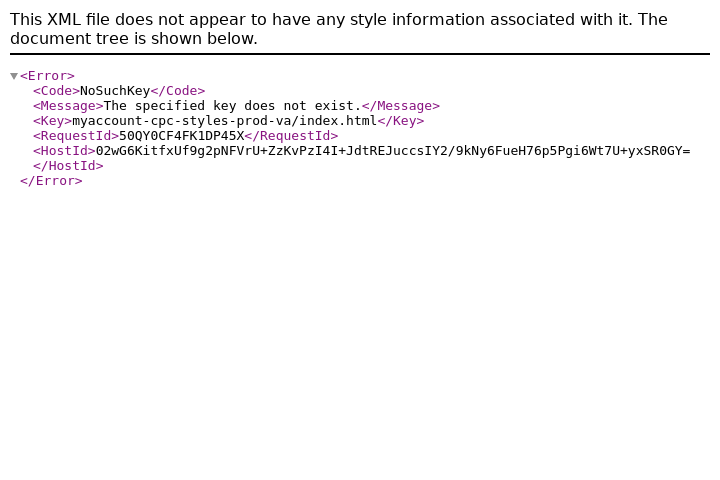 This XML file does not appear to have any style information associated with it. The
document tree is shown below.
<Error>
<Code>NoSuchKey</Code>
<Message>The specified key does not exist.</Message>
<Key>myaccount-cpc-styles-prod-va/index.html</Key>
<RequestId>50QY0CF4FK1DP45X</RequestId>
<HostId>02wG6KitfxUf9g2pNFVrU+ZzKvPzI4I+JdtREJuccsIY2/9kNy6FueH76p5Pgi6Wt7U+yxSR0GY=
</HostId>
</Error>